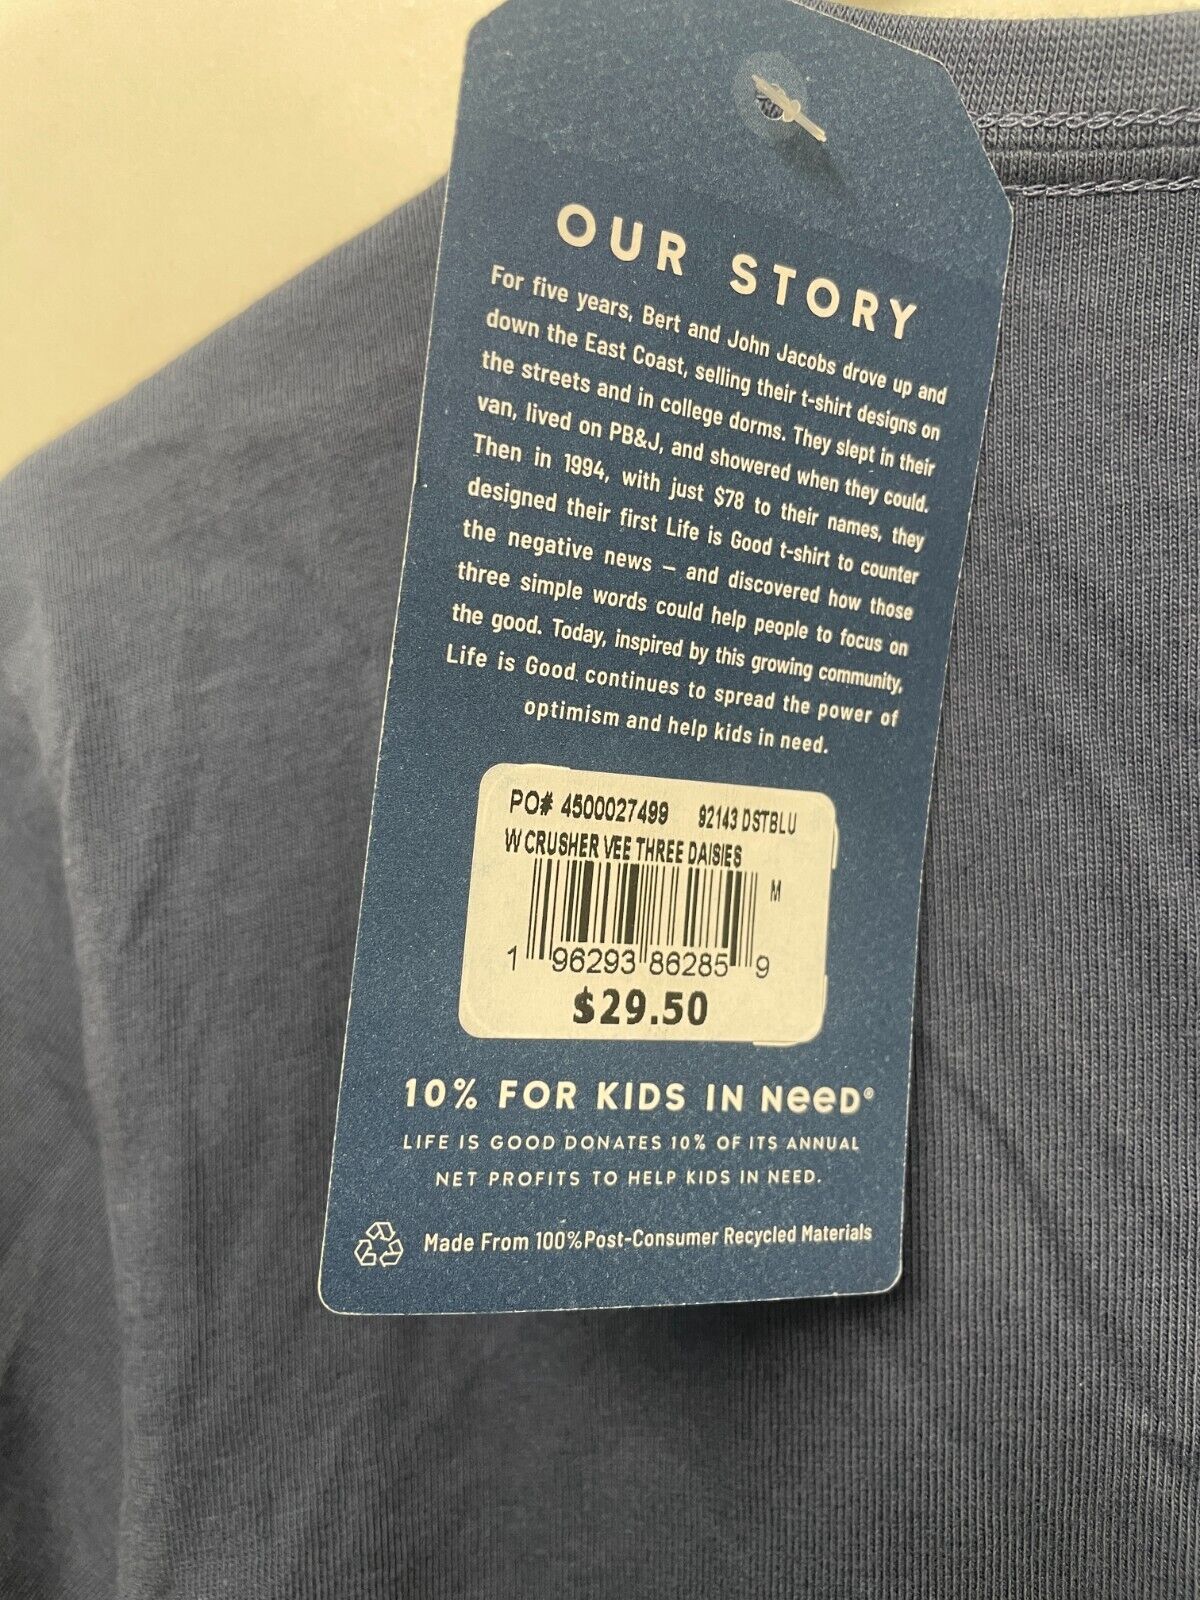 OUR STORY
For five years, Bert and John Jacobs drove up and
down the East Coast, selling their t-shirt designs on
the streets and in college dorms. They slept in their
van, lived on PB&J, and showered when they could.
Then in 1994, with just $78 to their names, they
designed their first Life is Good t-shirt to counter
the negative news – and discovered how those
three simple words could help people to focus on
the good. Today, inspired by this growing community,
Life is Good. continues to spread the power of
optimism and help kids in need.
PO# 4500027499 92143 DSTBLU
W CRUSHER VEE THREE DAISIES
M
1 96293 86285 9
$29.50
10% FOR KIDS IN NeeD®
LIFE IS GOOD DONATES 10% OF ITS ANNUAL
NET PROFITS TO HELP KIDS IN NEED.
Made From 100%Post-Consumer Recycled Materials